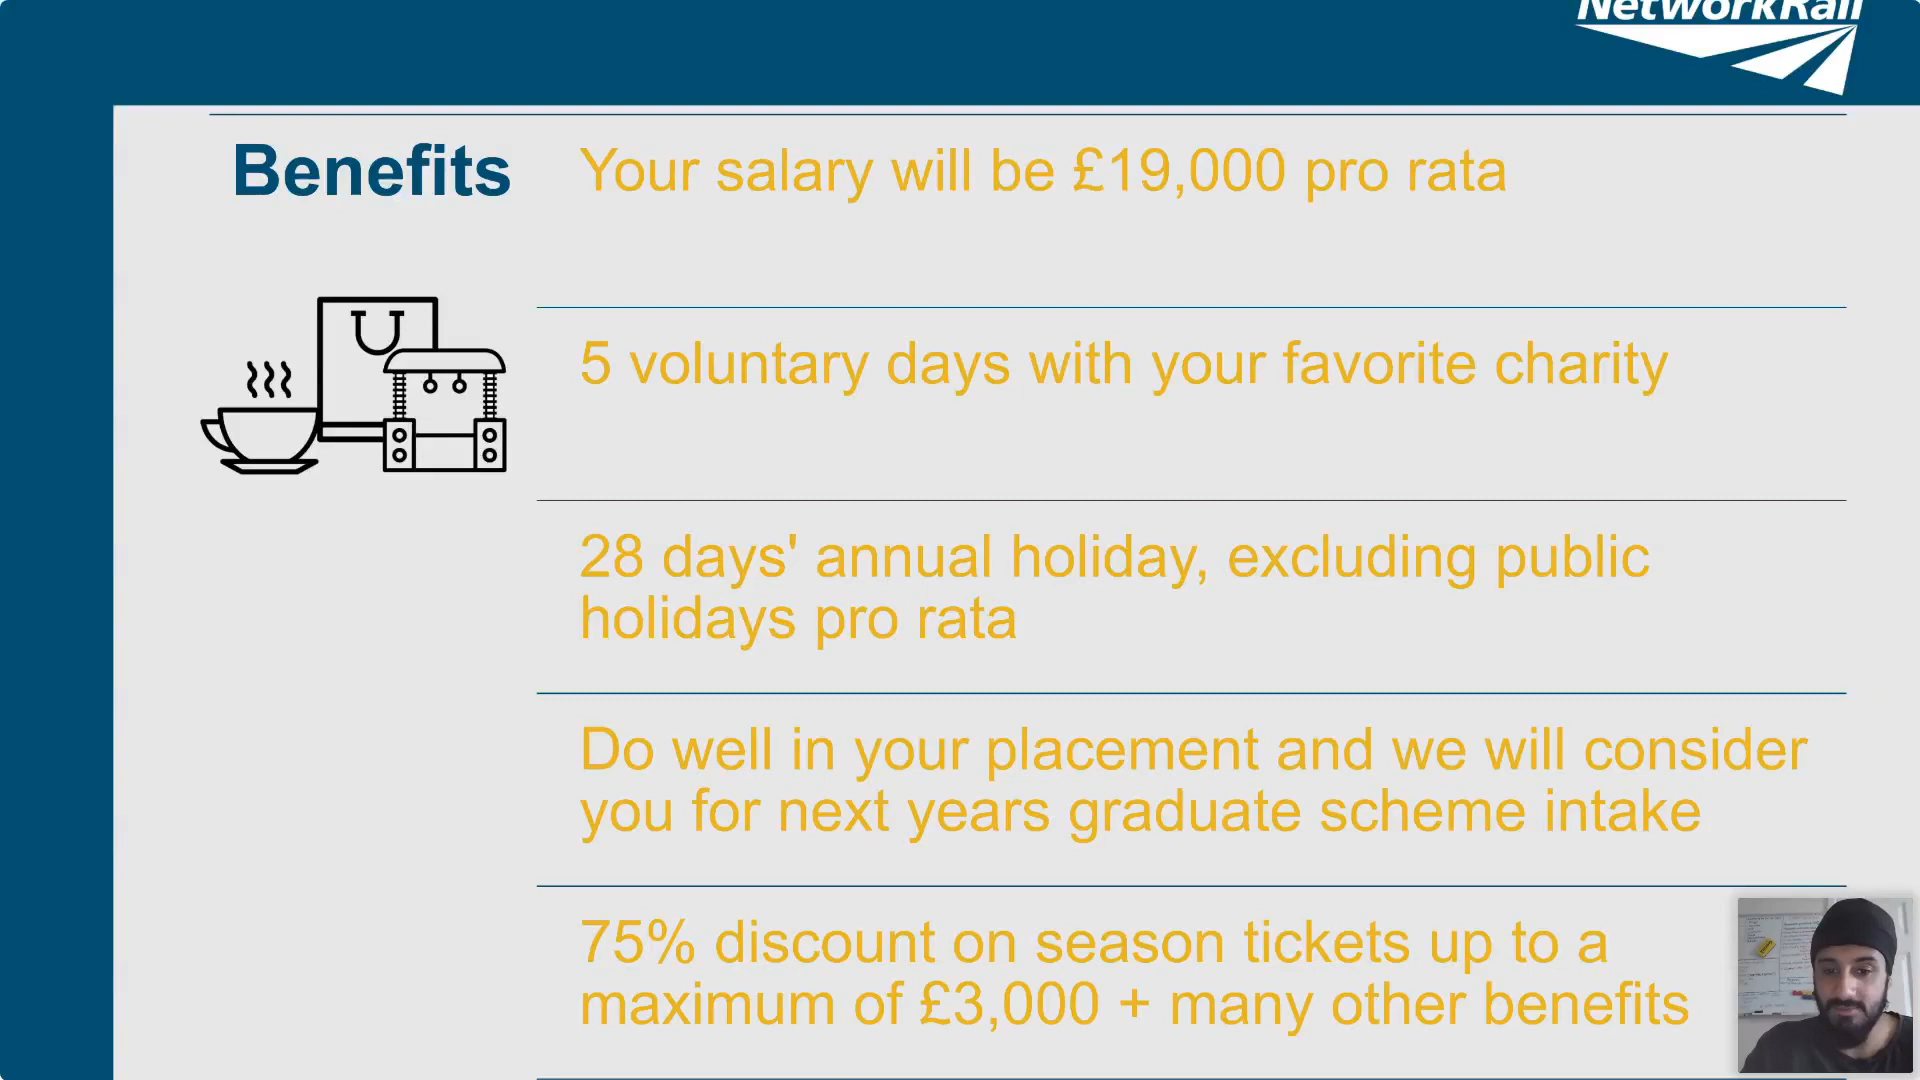 NetworkRail
Benefits
Your salary will be £19,000 pro rata
5 voluntary days with your favorite charity
28 days' annual holiday, excluding public
holidays pro rata
Do well in your placement and we will consider
you for next years graduate scheme intake
75% discount on season tickets up to a
maximum of £3,000 + many other benefits